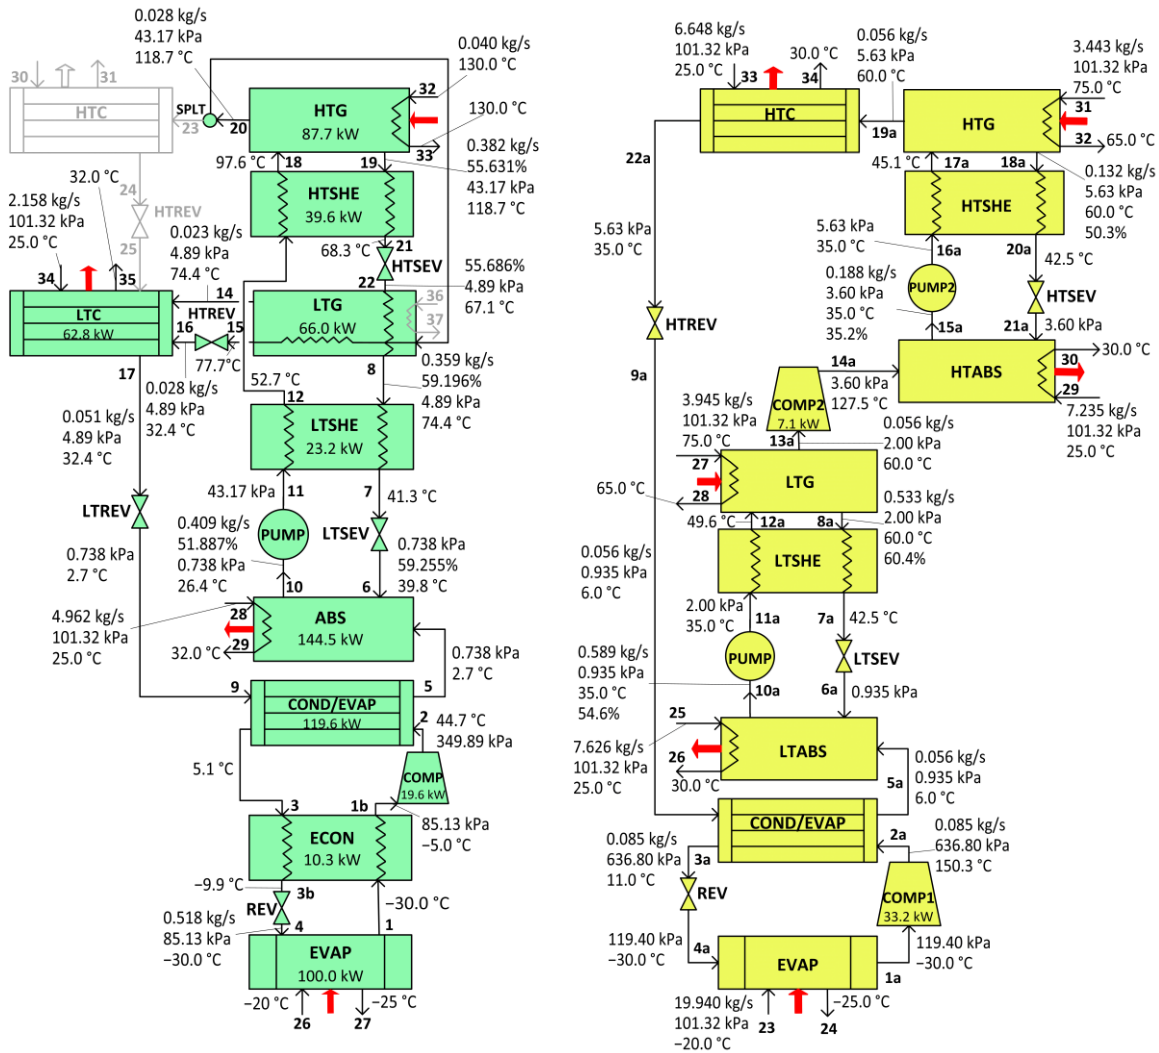 0.028 kg/s
43.17 kPa
118.7 °C
0.040 kg/s
130.0 °C
30
31
HTC
SPLT
23
20
HTG
87.7 kW
32
33
130.0 °C
97.6 °C
18
19
0.382 kg/s
55.631%
43.17 kPa
118.7 °C
HTSHE
39.6 kW
24
HTREV
25
32.0 °C
2.158 kg/s
101.32 kPa
25.0 °C
0.023 kg/s
4.89 kPa
74.4 °C
68.3 °C
21
HTSEV
22
55.686%
4.89 kPa
67.1 °C
34
35
14
HTREV
LTC
62.8 kW
16
15
LTG
66.0 kW
36
37
17
77.7°C
0.028 kg/s
4.89 kPa
32.4 °C
52.7 °C
12
8
0.359 kg/s
59.196%
4.89 kPa
74.4 °C
0.051 kg/s
4.89 kPa
32.4 °C
LTSHE
23.2 kW
43.17 kPa
11
7
41.3 °C
LTREV
0.409 kg/s
51.887%
0.738 kPa
26.4 °C
PUMP
LTSEV
0.738 kPa
59.255%
39.8 °C
0.738 kPa
2.7 °C
10
6
4.962 kg/s
101.32 kPa
25.0 °C
28
29
ABS
144.5 kW
32.0 °C
0.738 kPa
2.7 °C
9
5
COND/EVAP
119.6 kW
2
44.7 °C
349.89 kPa
5.1 °C
COMP
19.6 kW
3
1b
ECON
10.3 kW
85.13 kPa
−5.0 °C
−9.9 °C
3b
REV
−30.0 °C
0.518 kg/s
85.13 kPa
−30.0 °C
4
1
EVAP
100.0 kW
−20 °C
−25 °C
26
27
6.648 kg/s
101.32 kPa
25.0 °C
30.0 °C
0.056 kg/s
5.63 kPa
60.0 °C
3.443 kg/s
101.32 kPa
75.0 °C
33
34
HTC
19a
HTG
31
32
65.0 °C
22a
45.1 °C
17a
18a
0.132 kg/s
5.63 kPa
60.0 °C
50.3%
HTSHE
5.63 kPa
35.0 °C
5.63 kPa
35.0 °C
16a
20a
42.5 °C
0.188 kg/s
3.60 kPa
35.0 °C
35.2%
PUMP2
HTSEV
HTREV
15a
21a
3.60 kPa
9a
14a
3.60 kPa
127.5 °C
HTABS
30
30.0 °C
29
7.235 kg/s
101.32 kPa
25.0 °C
COMP2
7.1 kW
3.945 kg/s
101.32 kPa
75.0 °C
13a
0.056 kg/s
2.00 kPa
60.0 °C
27
28
LTG
65.0 °C
49.6 °C
12a
8a
0.533 kg/s
2.00 kPa
60.0 °C
60.4%
0.056 kg/s
0.935 kPa
6.0 °C
LTSHE
2.00 kPa
35.0 °C
11a
7a
42.5 °C
0.589 kg/s
0.935 kPa
35.0 °C
54.6%
PUMP
LTSEV
10a
6a
0.935 kPa
25
26
7.626 kg/s
101.32 kPa
25.0 °C
LTABS
30.0 °C
5a
0.056 kg/s
0.935 kPa
6.0 °C
COND/EVAP
0.085 kg/s
636.80 kPa
11.0 °C
3a
2a
0.085 kg/s
636.80 kPa
150.3 °C
REV
COMP1
33.2 kW
119.40 kPa
−30.0 °C
4a
EVAP
1a
119.40 kPa
−30.0 °C
19.940 kg/s
101.32 kPa
−20.0 °C
23
24
−25.0 °C